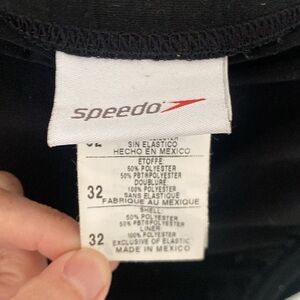 speedo
32
SIN ELASTICO
HECHO EN MEXICO
ETOFFE:
50% POLYESTER
50% PBT®POLYESTER
DOUBLURE:
32 100% POLYESTER
SANS ELASTIQUE
FABRIQUE AU MEXIQUE
SHELL:
50% POLYESTER
50% PBT®POLYESTER
LINER:
32 100% POLYESTER
EXCLUSIVE OF ELASTIC
MADE IN MEXICO